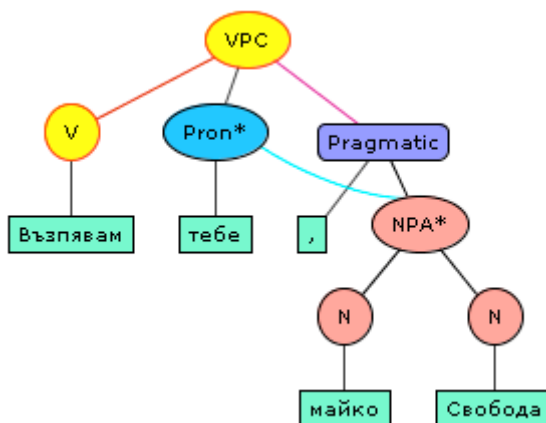 VPC
V
Pron*
Pragmatic
Възпявам
тебе
,
NPA*
N
N
майко
Свобода